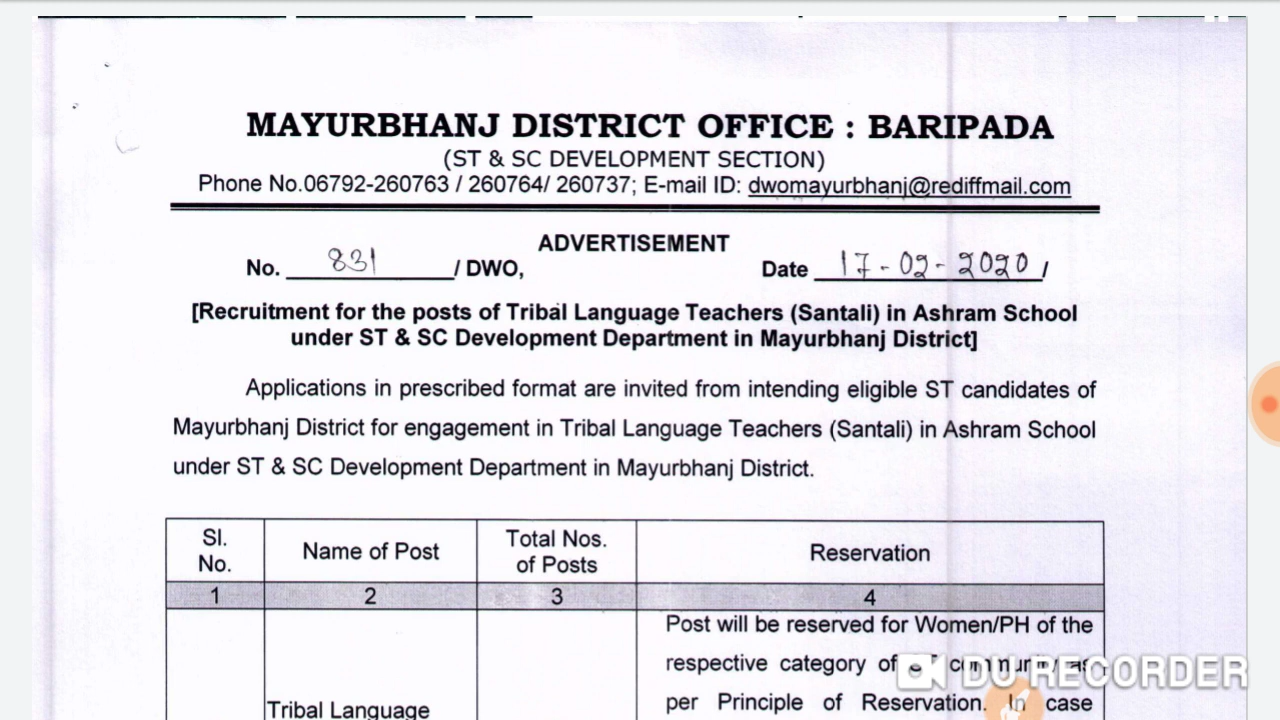 MAYURBHANJ DISTRICT OFFICE : BARIPADA
(ST & SC DEVELOPMENT SECTION)
Phone No.06792-260763 / 260764/ 260737; E-mail ID: dwomayurbhanj@rediffmail.com
ADVERTISEMENT
No. 831 / DWO, Date 17-02-2020 /
[Recruitment for the posts of Tribal Language Teachers (Santali) in Ashram School
under ST & SC Development Department in Mayurbhanj District]
Applications in prescribed format are invited from intending eligible ST candidates of
Mayurbhanj District for engagement in Tribal Language Teachers (Santali) in Ashram School
under ST & SC Development Department in Mayurbhanj District.
Sl. No. Name of Post Total Nos. of Posts Reservation
1 2 3 4
Post will be reserved for Women/PH of the
respective category of community as
DU RECORDER
Tribal Language per Principle of Reservation. In case